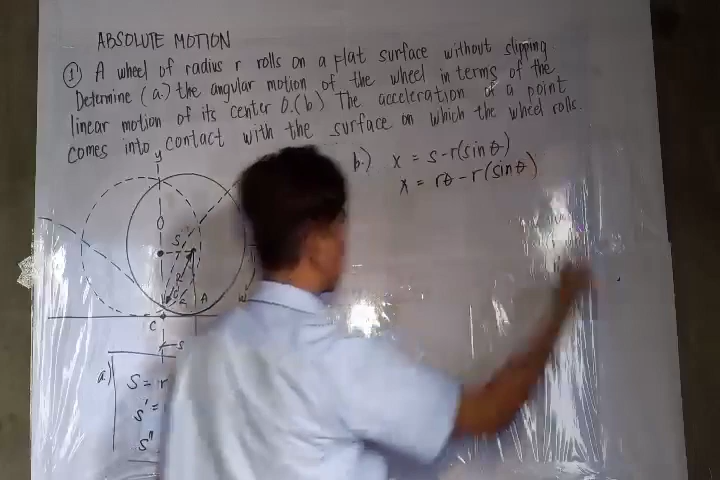 ABSOLUTE MOTION
① A wheel of radius r rolls on a flat surface without slipping
Determine (a.) the angular motion of the wheel in terms of the
linear motion of its center O. (b) The acceleration of a point
comes into contact with the surface on which the wheel rolls.
b.) x = s-r(sinθ)
x = rθ-r(sinθ)
y
O
S
A
C
s
a)
S = r
s' =
s"